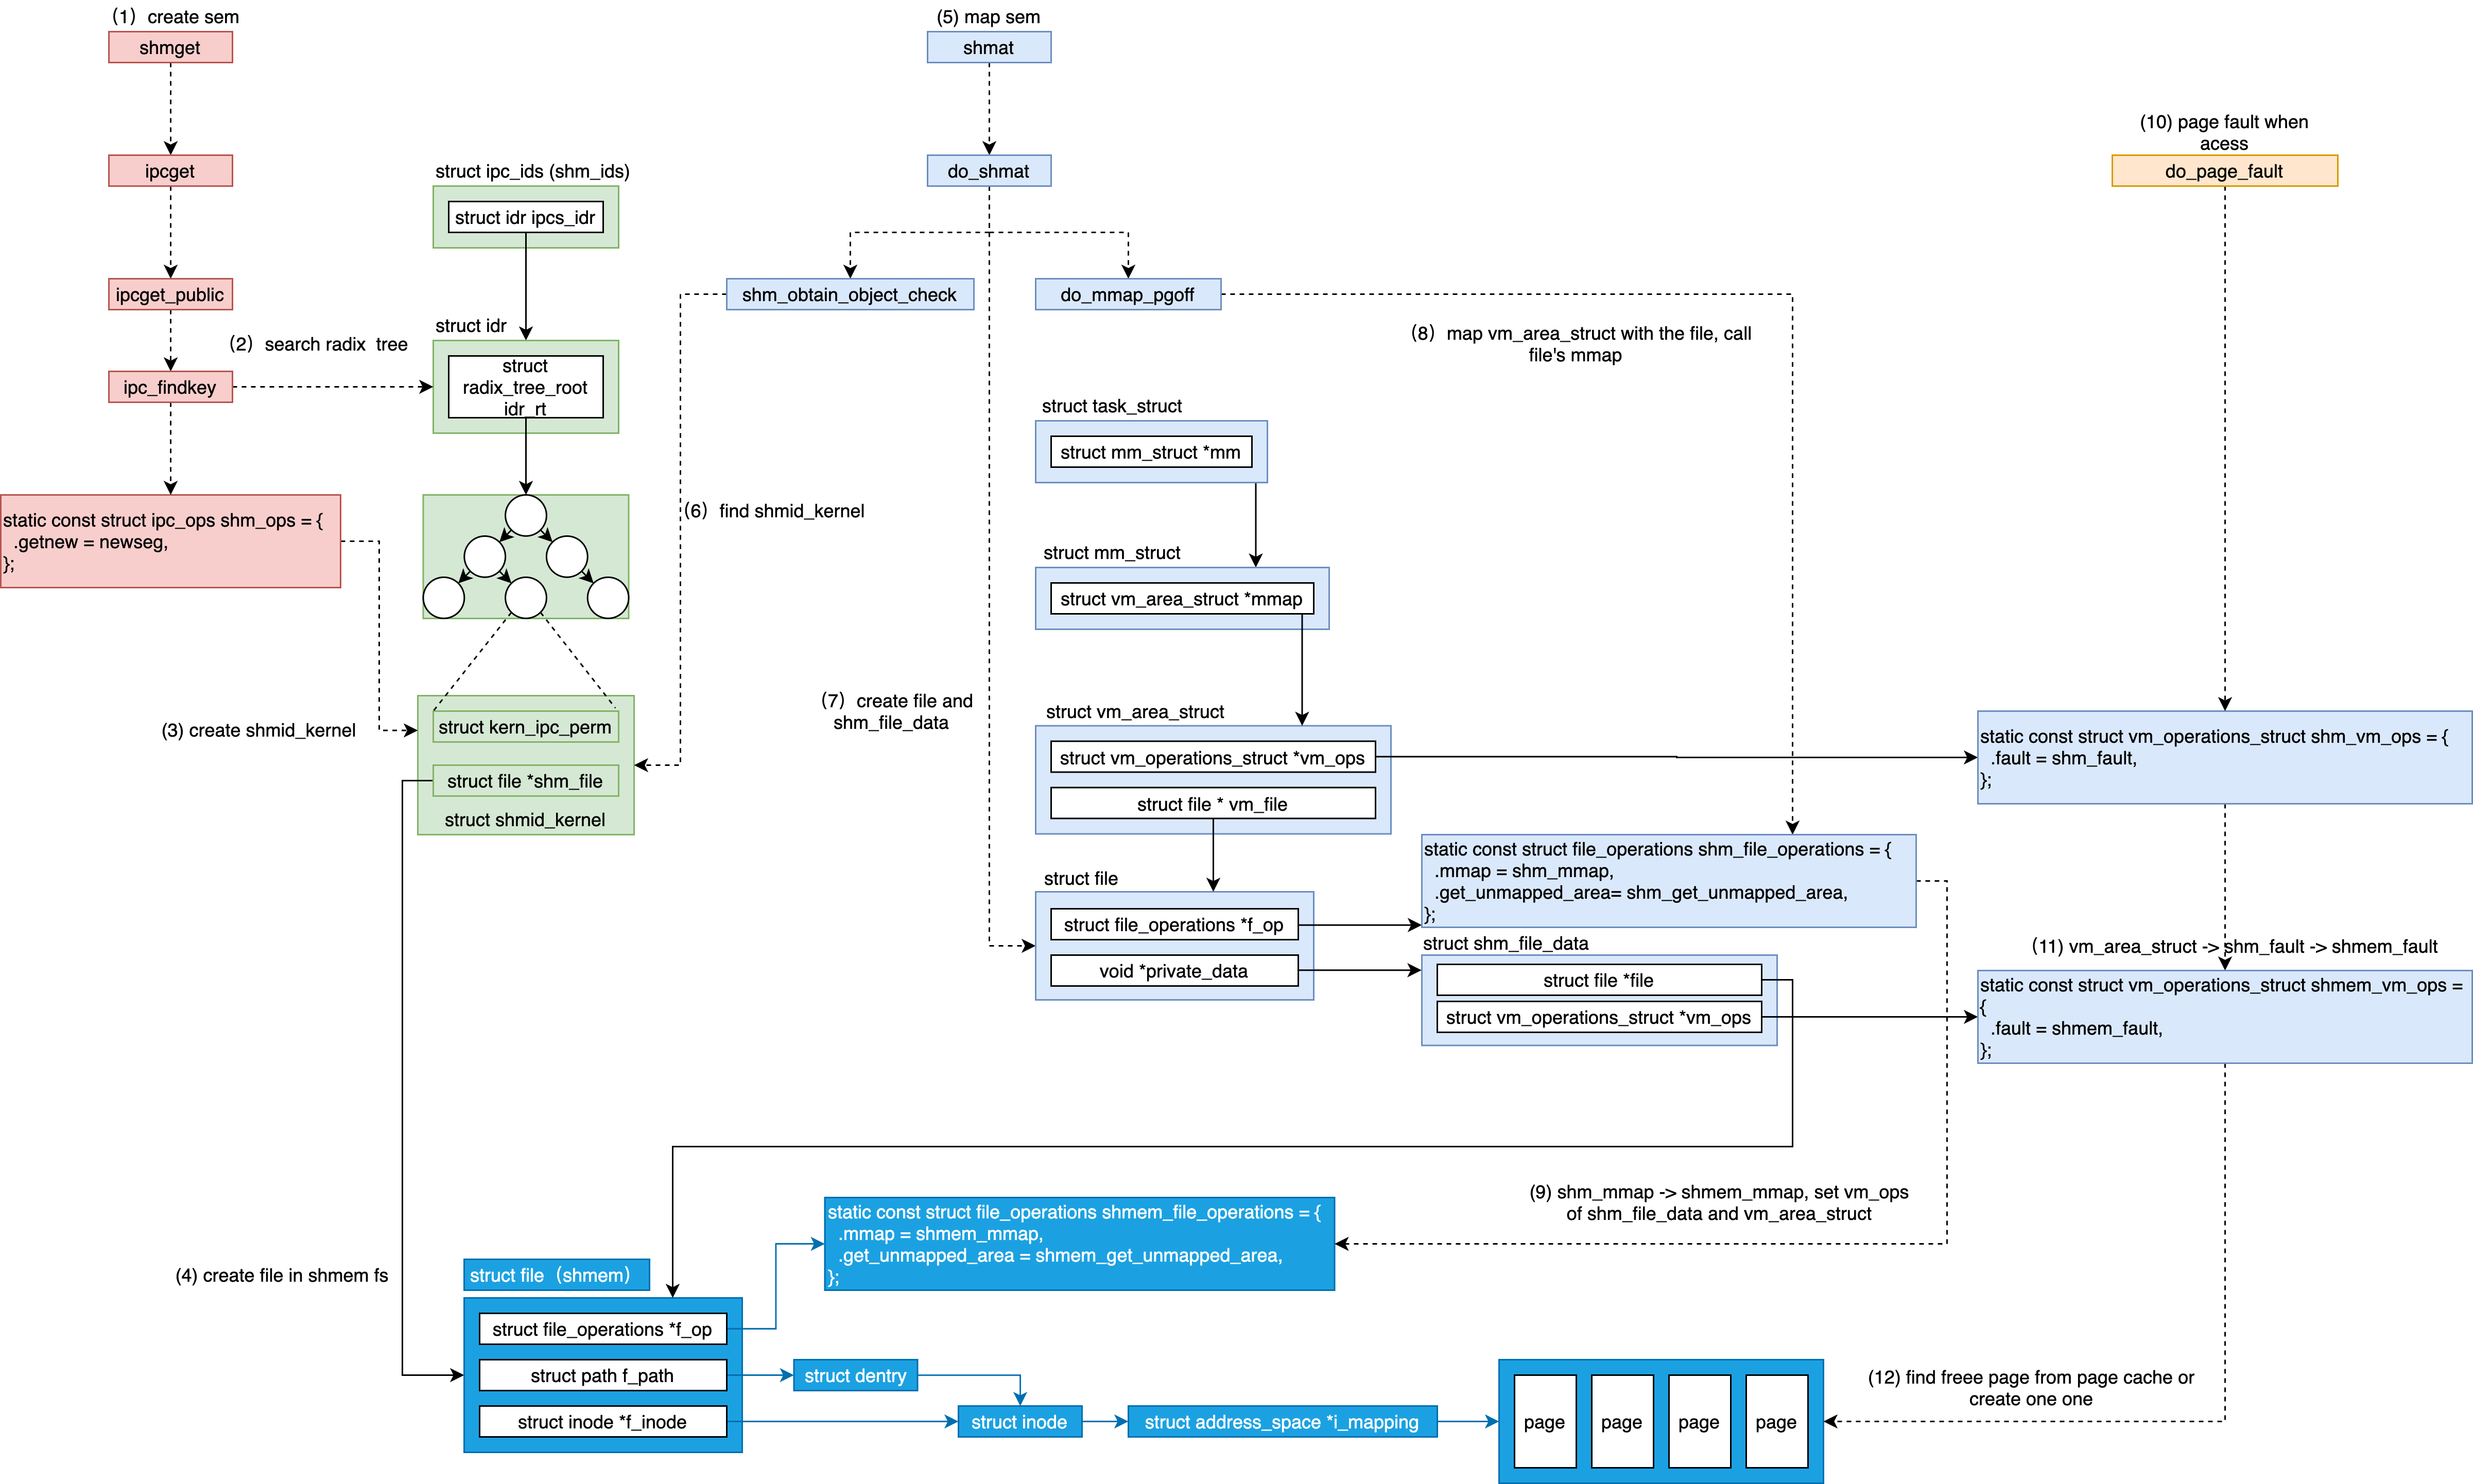 （1）create sem
shmget
ipcget
ipcget_public
（2）search radix  tree
ipc_findkey
static const struct ipc_ops shm_ops = {
.getnew = newseg,
};
struct ipc_ids (shm_ids)
struct idr ipcs_idr
struct idr
struct
radix_tree_root
idr_rt
(3) create shmid_kernel
struct kern_ipc_perm
struct file *shm_file
struct shmid_kernel
(5) map sem
shmat
do_shmat
shm_obtain_object_check
do_mmap_pgoff
（6）find shmid_kernel
（7）create file and
shm_file_data
（8）map vm_area_struct with the file, call
file's mmap
struct task_struct
struct mm_struct *mm
struct mm_struct
struct vm_area_struct *mmap
struct vm_area_struct
struct vm_operations_struct *vm_ops
struct file * vm_file
struct file
struct file_operations *f_op
void *private_data
static const struct file_operations shm_file_operations = {
.mmap = shm_mmap,
.get_unmapped_area= shm_get_unmapped_area,
};
struct shm_file_data
struct file *file
struct vm_operations_struct *vm_ops
(10) page fault when
acess
do_page_fault
static const struct vm_operations_struct shm_vm_ops = {
.fault = shm_fault,
};
（11) vm_area_struct -> shm_fault -> shmem_fault
static const struct vm_operations_struct shmem_vm_ops =
{
.fault = shmem_fault,
};
(9) shm_mmap -> shmem_mmap, set vm_ops
of shm_file_data and vm_area_struct
static const struct file_operations shmem_file_operations = {
.mmap = shmem_mmap,
.get_unmapped_area = shmem_get_unmapped_area,
};
(4) create file in shmem fs
struct file（shmem）
struct file_operations *f_op
struct path f_path
struct inode *f_inode
struct dentry
struct inode
struct address_space *i_mapping
page
page
page
page
(12) find freee page from page cache or
create one one